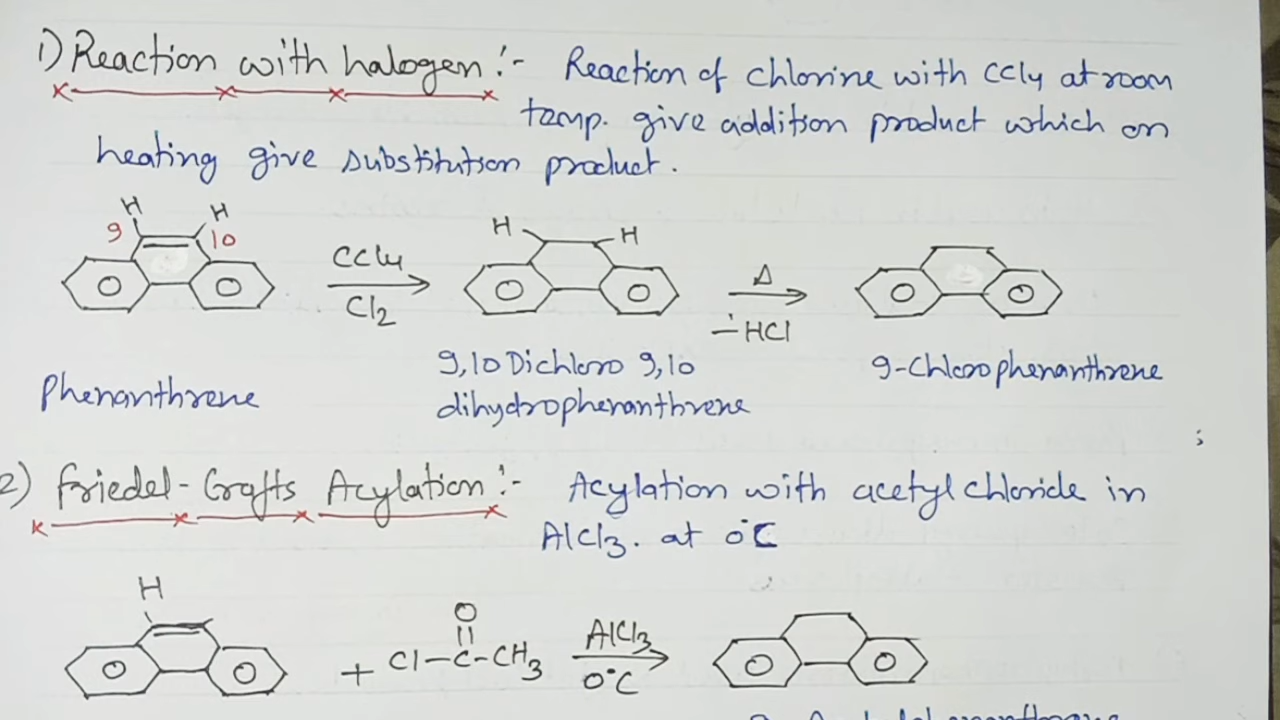 1) Reaction with halogen :- Reaction of chlorine with CCl4 at room
temp. give addition product which on
heating give substitution product.
H H
9 10
CCl4
Cl2
H H
Δ
-HCl
Phenanthrene
9,10 Dichloro 9,10
dihydrophenanthrene
9-Chlorophenanthrene
2) Friedel-Crafts Acylation :- Acylation with acetyl chloride in
AlCl3. at 0°C
H
+ Cl-C-CH3
O
AlCl3
0°C